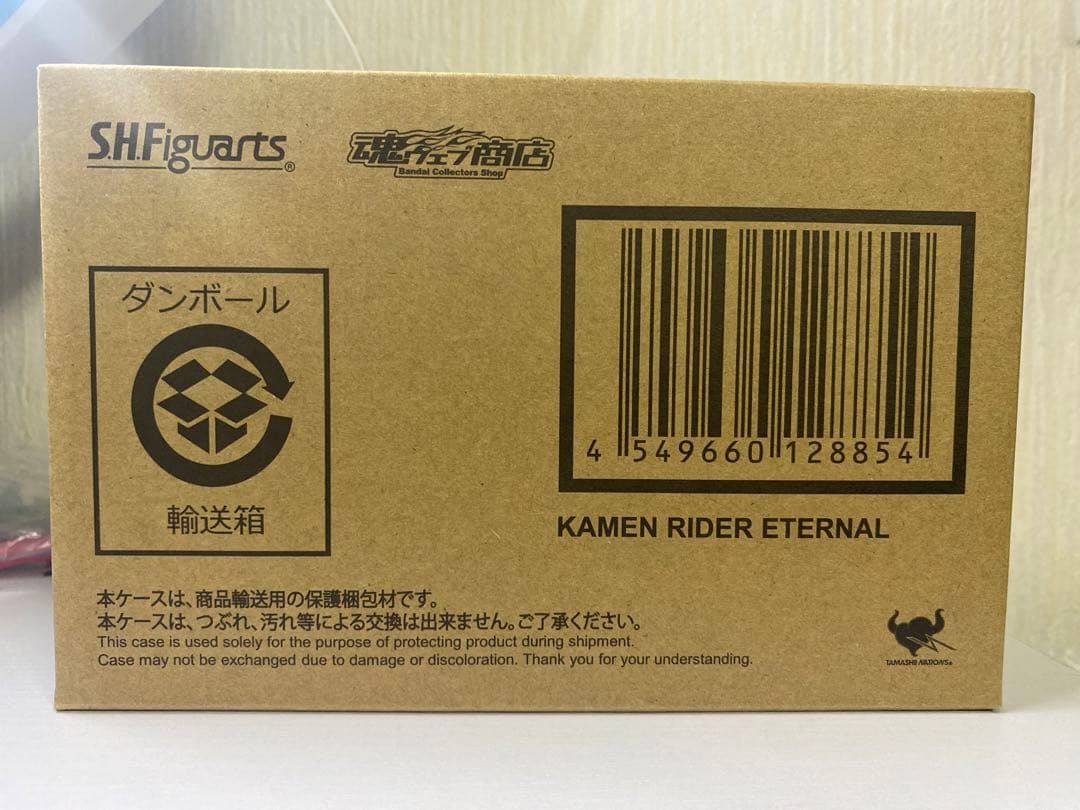 S.H.Figuarts®
魂ウェブ商店
Bandai Collectors Shop
ダンボール
輸送箱
4 549660 128854
KAMEN RIDER ETERNAL
本ケースは、商品輸送用の保護梱包材です。
本ケースは、つぶれ、汚れ等による交換は出来ません。ご了承ください。
This case is used solely for the purpose of protecting product during shipment.
Case may not be exchanged due to damage or discoloration. Thank you for your understanding.
TAMASHII NATIONS®